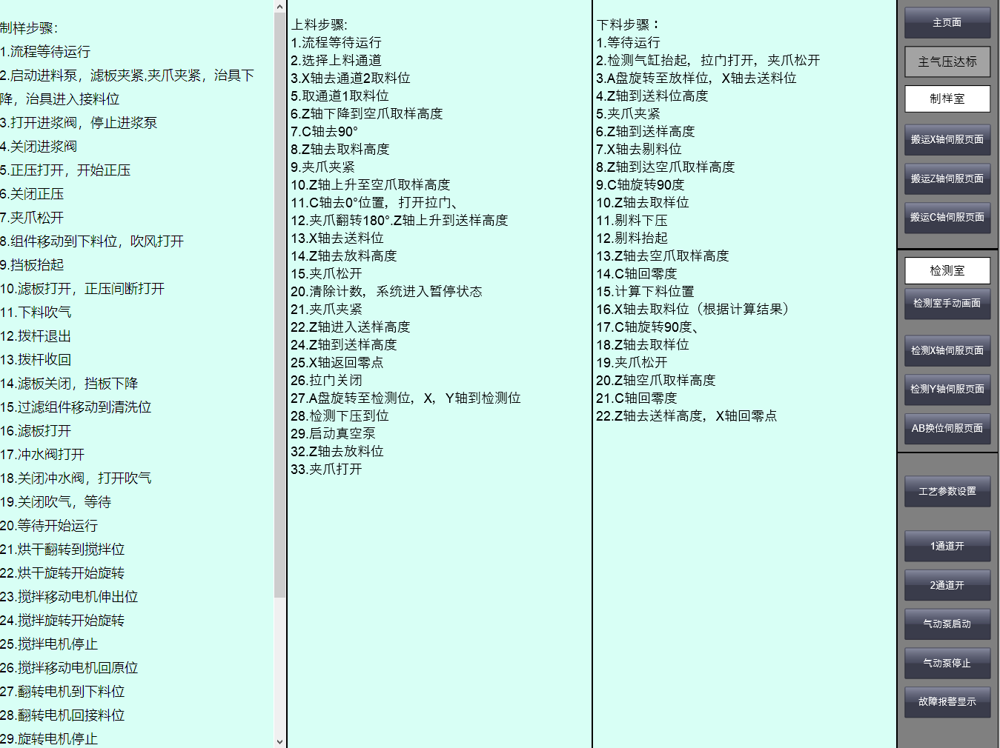 制样步骤：
1.流程等待运行
2.启动进料泵，滤板夹紧,夹爪夹紧，治具下
降，治具进入接料位
3.打开进浆阀，停止进浆泵
4.关闭进浆阀
5.正压打开，开始正压
6.关闭正压
7.夹爪松开
8.组件移动到下料位，吹风打开
9.挡板抬起
10.滤板打开，正压间断打开
11.下料吹气
12.拨杆退出
13.拨杆收回
14.滤板关闭，挡板下降
15.过滤组件移动到清洗位
16.滤板打开
17.冲水阀打开
18.关闭冲水阀，打开吹气
19.关闭吹气，等待
20.等待开始运行
21.烘干翻转到搅拌位
22.烘干旋转开始旋转
23.搅拌移动电机伸出位
24.搅拌旋转开始旋转
25.搅拌电机停止
26.搅拌移动电机回原位
27.翻转电机到下料位
28.翻转电机回接料位
29.旋转电机停止
上料步骤:
1.流程等待运行
2.选择上料通道
3.X轴去通道2取料位
5.取通道1取料位
6.Z轴下降到空爪取样高度
7.C轴去90°
8.Z轴去取料高度
9.夹爪夹紧
10.Z轴上升至空爪取样高度
11.C轴去0°位置，打开拉门、
12.夹爪翻转180°.Z轴上升到送样高度
13.X轴去送料位
14.Z轴去放料高度
15.夹爪松开
20.清除计数，系统进入暂停状态
21.夹爪夹紧
22.Z轴进入送样高度
24.Z轴到送样高度
25.X轴返回零点
26.拉门关闭
27.A盘旋转至检测位，X，Y轴到检测位
28.检测下压到位
29.启动真空泵
32.Z轴去放料位
33.夹爪打开
下料步骤：
1.等待运行
2.检测气缸抬起，拉门打开，夹爪松开
3.A盘旋转至放样位，X轴去送料位
4.Z轴到送料位高度
5.夹爪夹紧
6.Z轴到送样高度
7.X轴去剔料位
8.Z轴到达空爪取样高度
9.C轴旋转90度
10.Z轴去取样位
11.剔料下压
12.剔料抬起
13.Z轴去空爪取样高度
14.C轴回零度
15.计算下料位置
16.X轴去取料位（根据计算结果）
17.C轴旋转90度、
18.Z轴去取样位
19.夹爪松开
20.Z轴空爪取样高度
21.C轴回零度
22.Z轴去送样高度，X轴回零点
主页面
主气压达标
制样室
搬运X轴伺服页面
搬运Z轴伺服页面
搬运C轴伺服页面
检测室
检测室手动画面
检测X轴伺服页面
检测Y轴伺服页面
AB换位伺服页面
工艺参数设置
1通道开
2通道开
气动泵启动
气动泵停止
故障报警显示